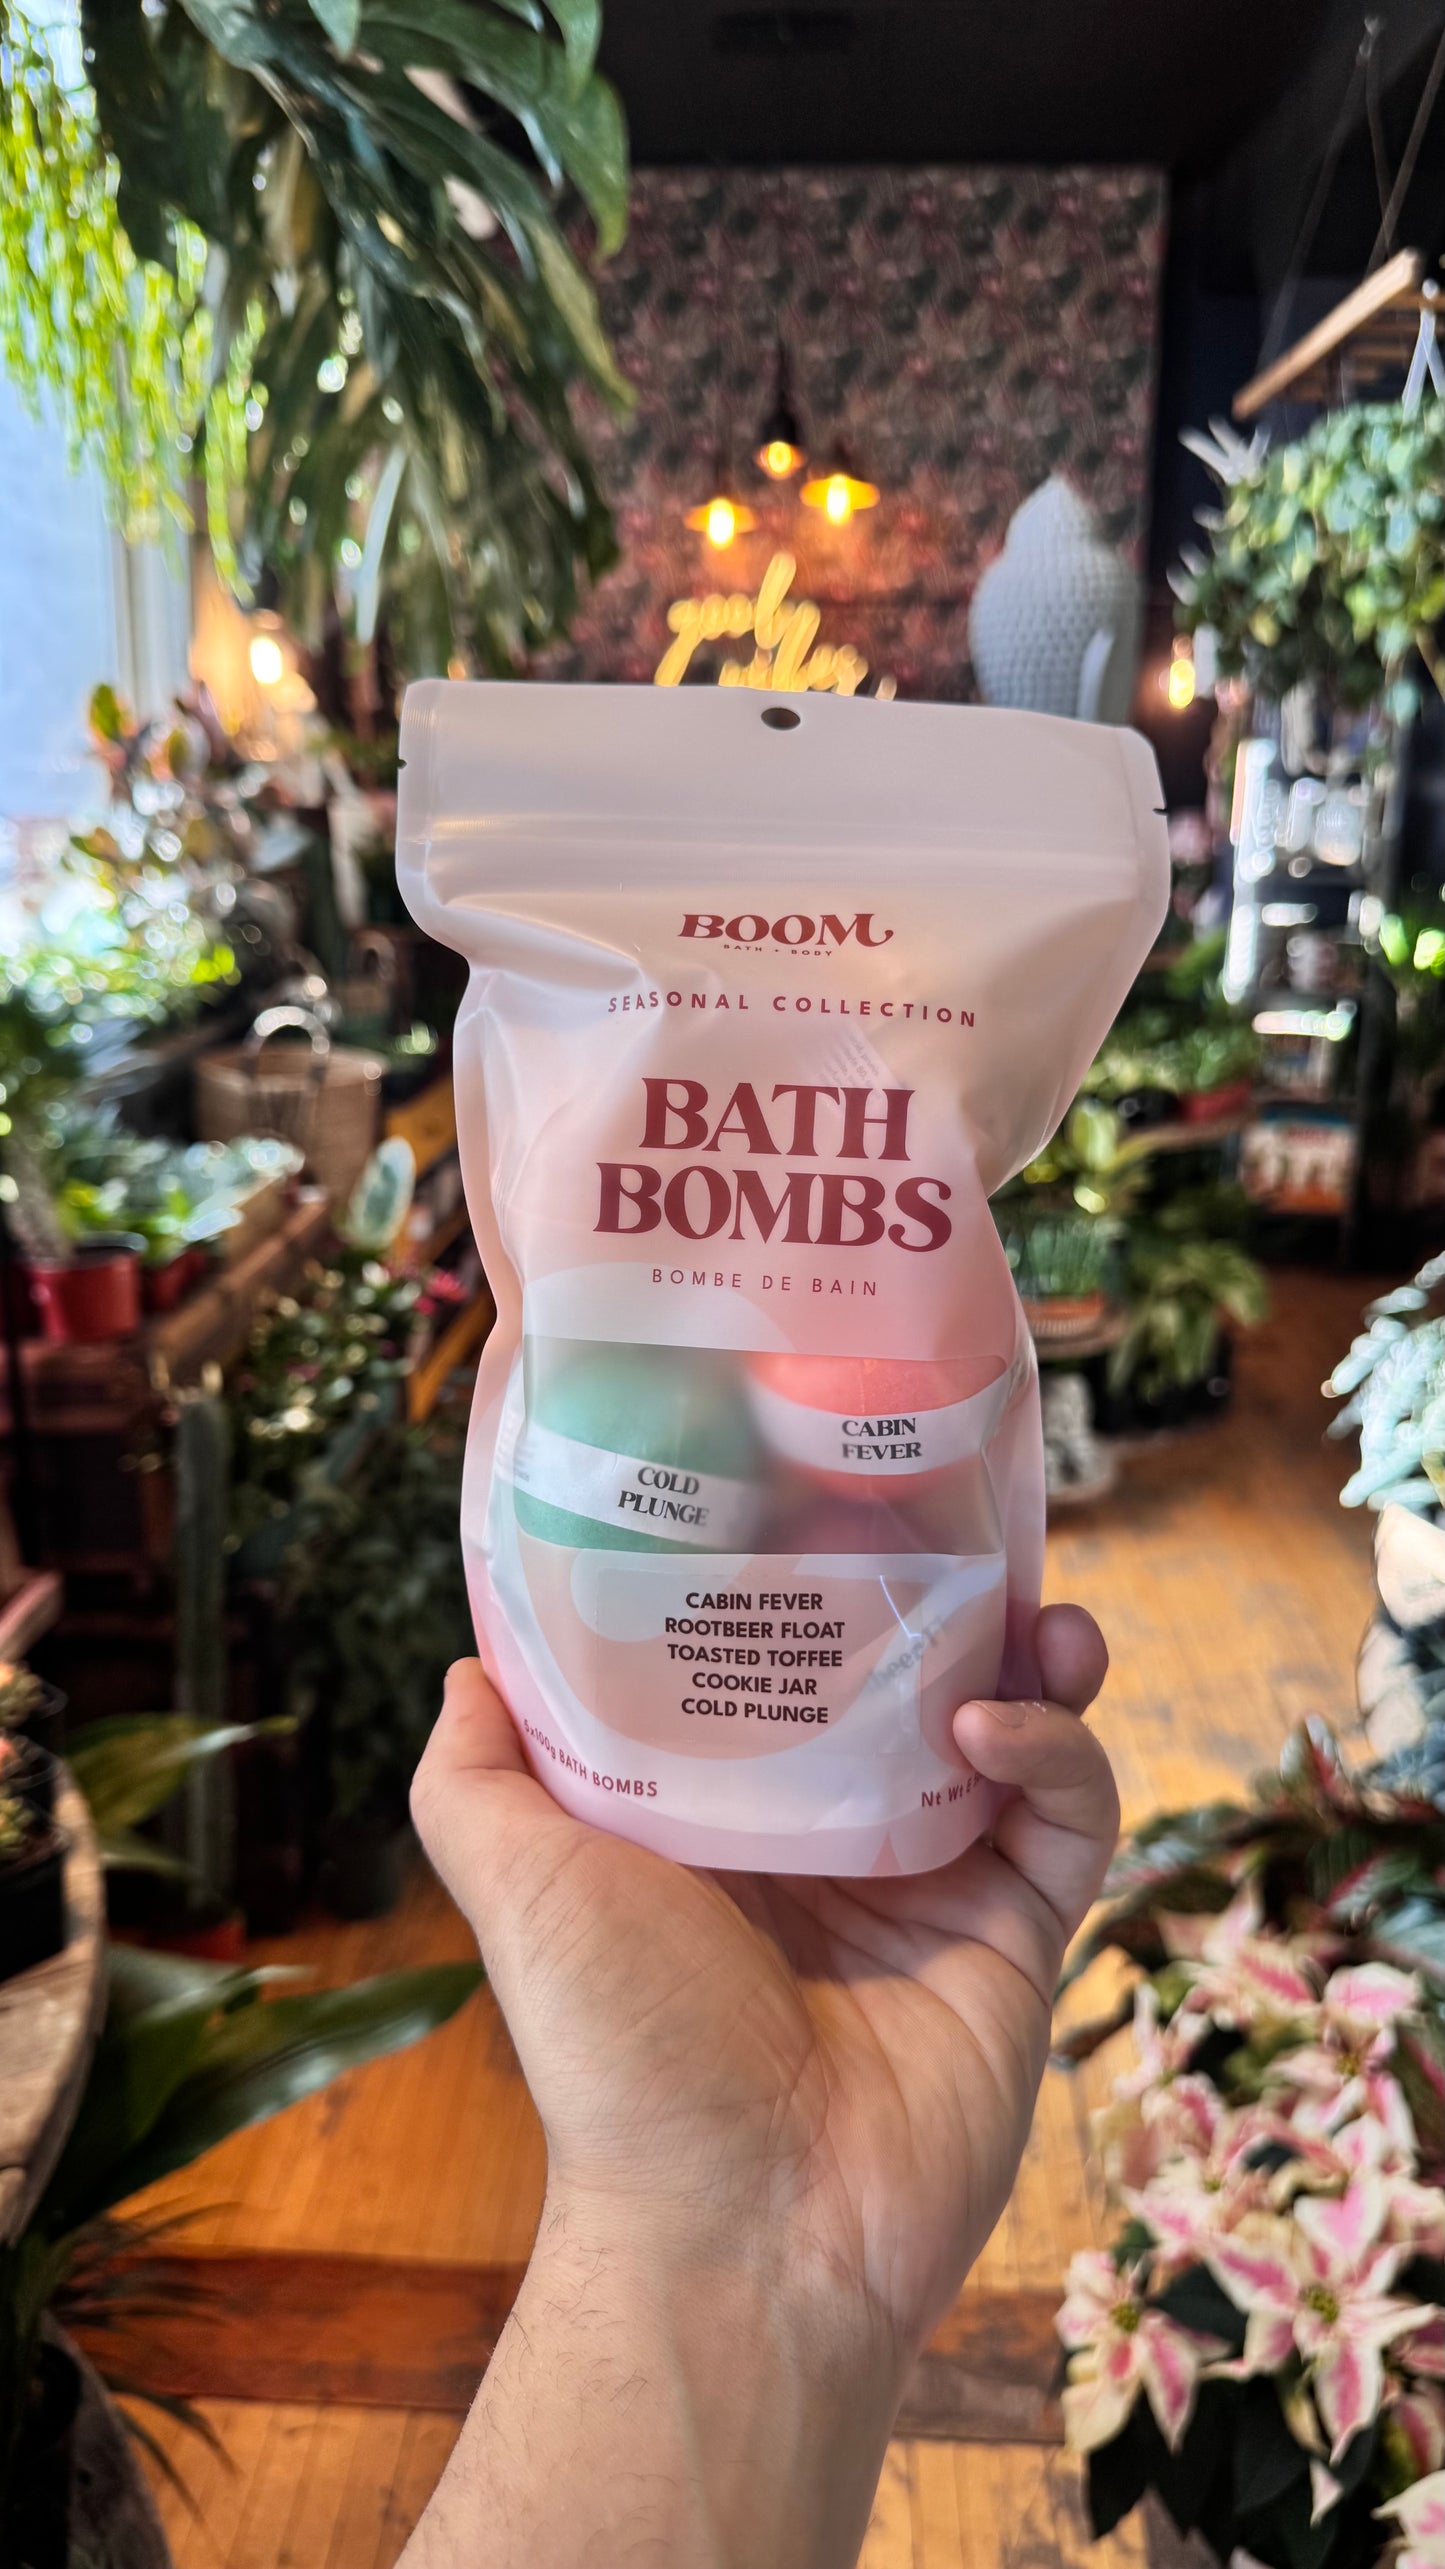 BOOM
BATH + BODY
SEASONAL COLLECTION
BATH
BOMBS
BOMBE DE BAIN
CABIN
FEVER
COLD
PLUNGE
CABIN FEVER
ROOTBEER FLOAT
TOASTED TOFFEE
COOKIE JAR
COLD PLUNGE
5x100g BATH BOMBS
Nt Wt